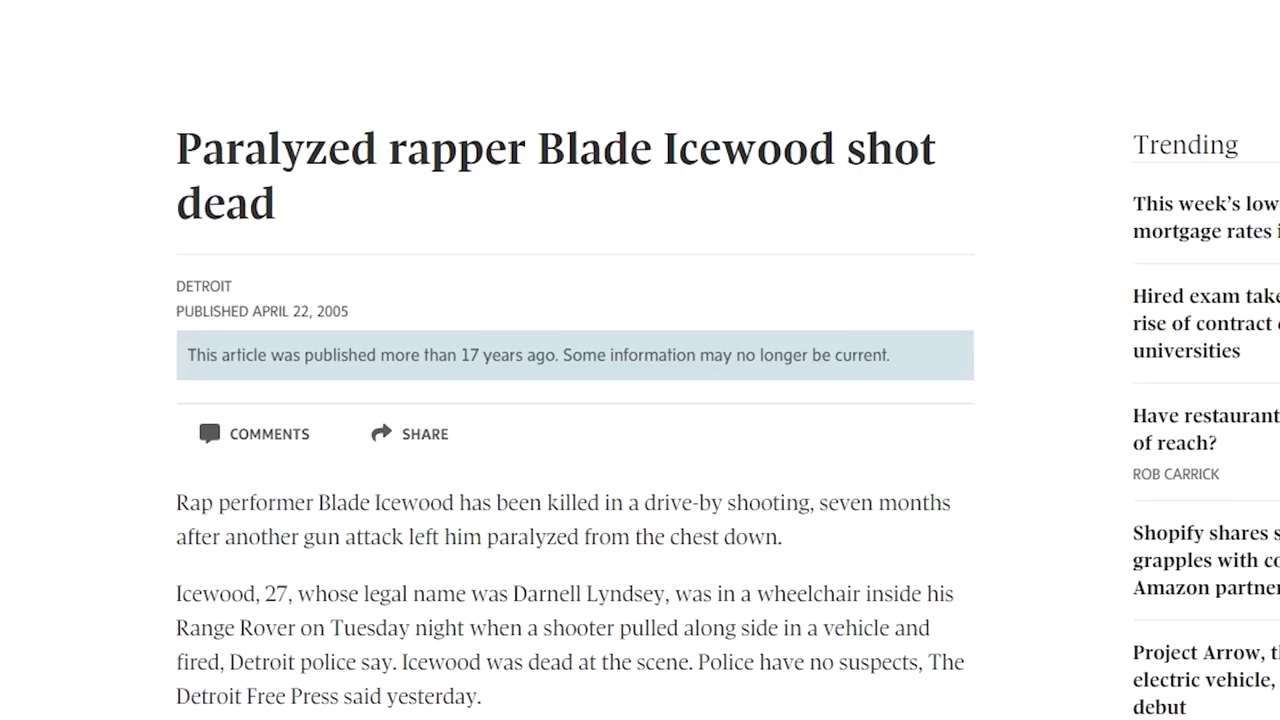 Paralyzed rapper Blade Icewood shot
dead
DETROIT
PUBLISHED APRIL 22, 2005
This article was published more than 17 years ago. Some information may no longer be current.
COMMENTS
SHARE
Rap performer Blade Icewood has been killed in a drive-by shooting, seven months
after another gun attack left him paralyzed from the chest down.
Icewood, 27, whose legal name was Darnell Lyndsey, was in a wheelchair inside his
Range Rover on Tuesday night when a shooter pulled along side in a vehicle and
fired, Detroit police say. Icewood was dead at the scene. Police have no suspects, The
Detroit Free Press said yesterday.
Trending
This week's low
mortgage rates
Hired exam take
rise of contract
universities
Have restaurant
of reach?
ROB CARRICK
Shopify shares
grapples with co
Amazon partner
Project Arrow, t
electric vehicle,
debut